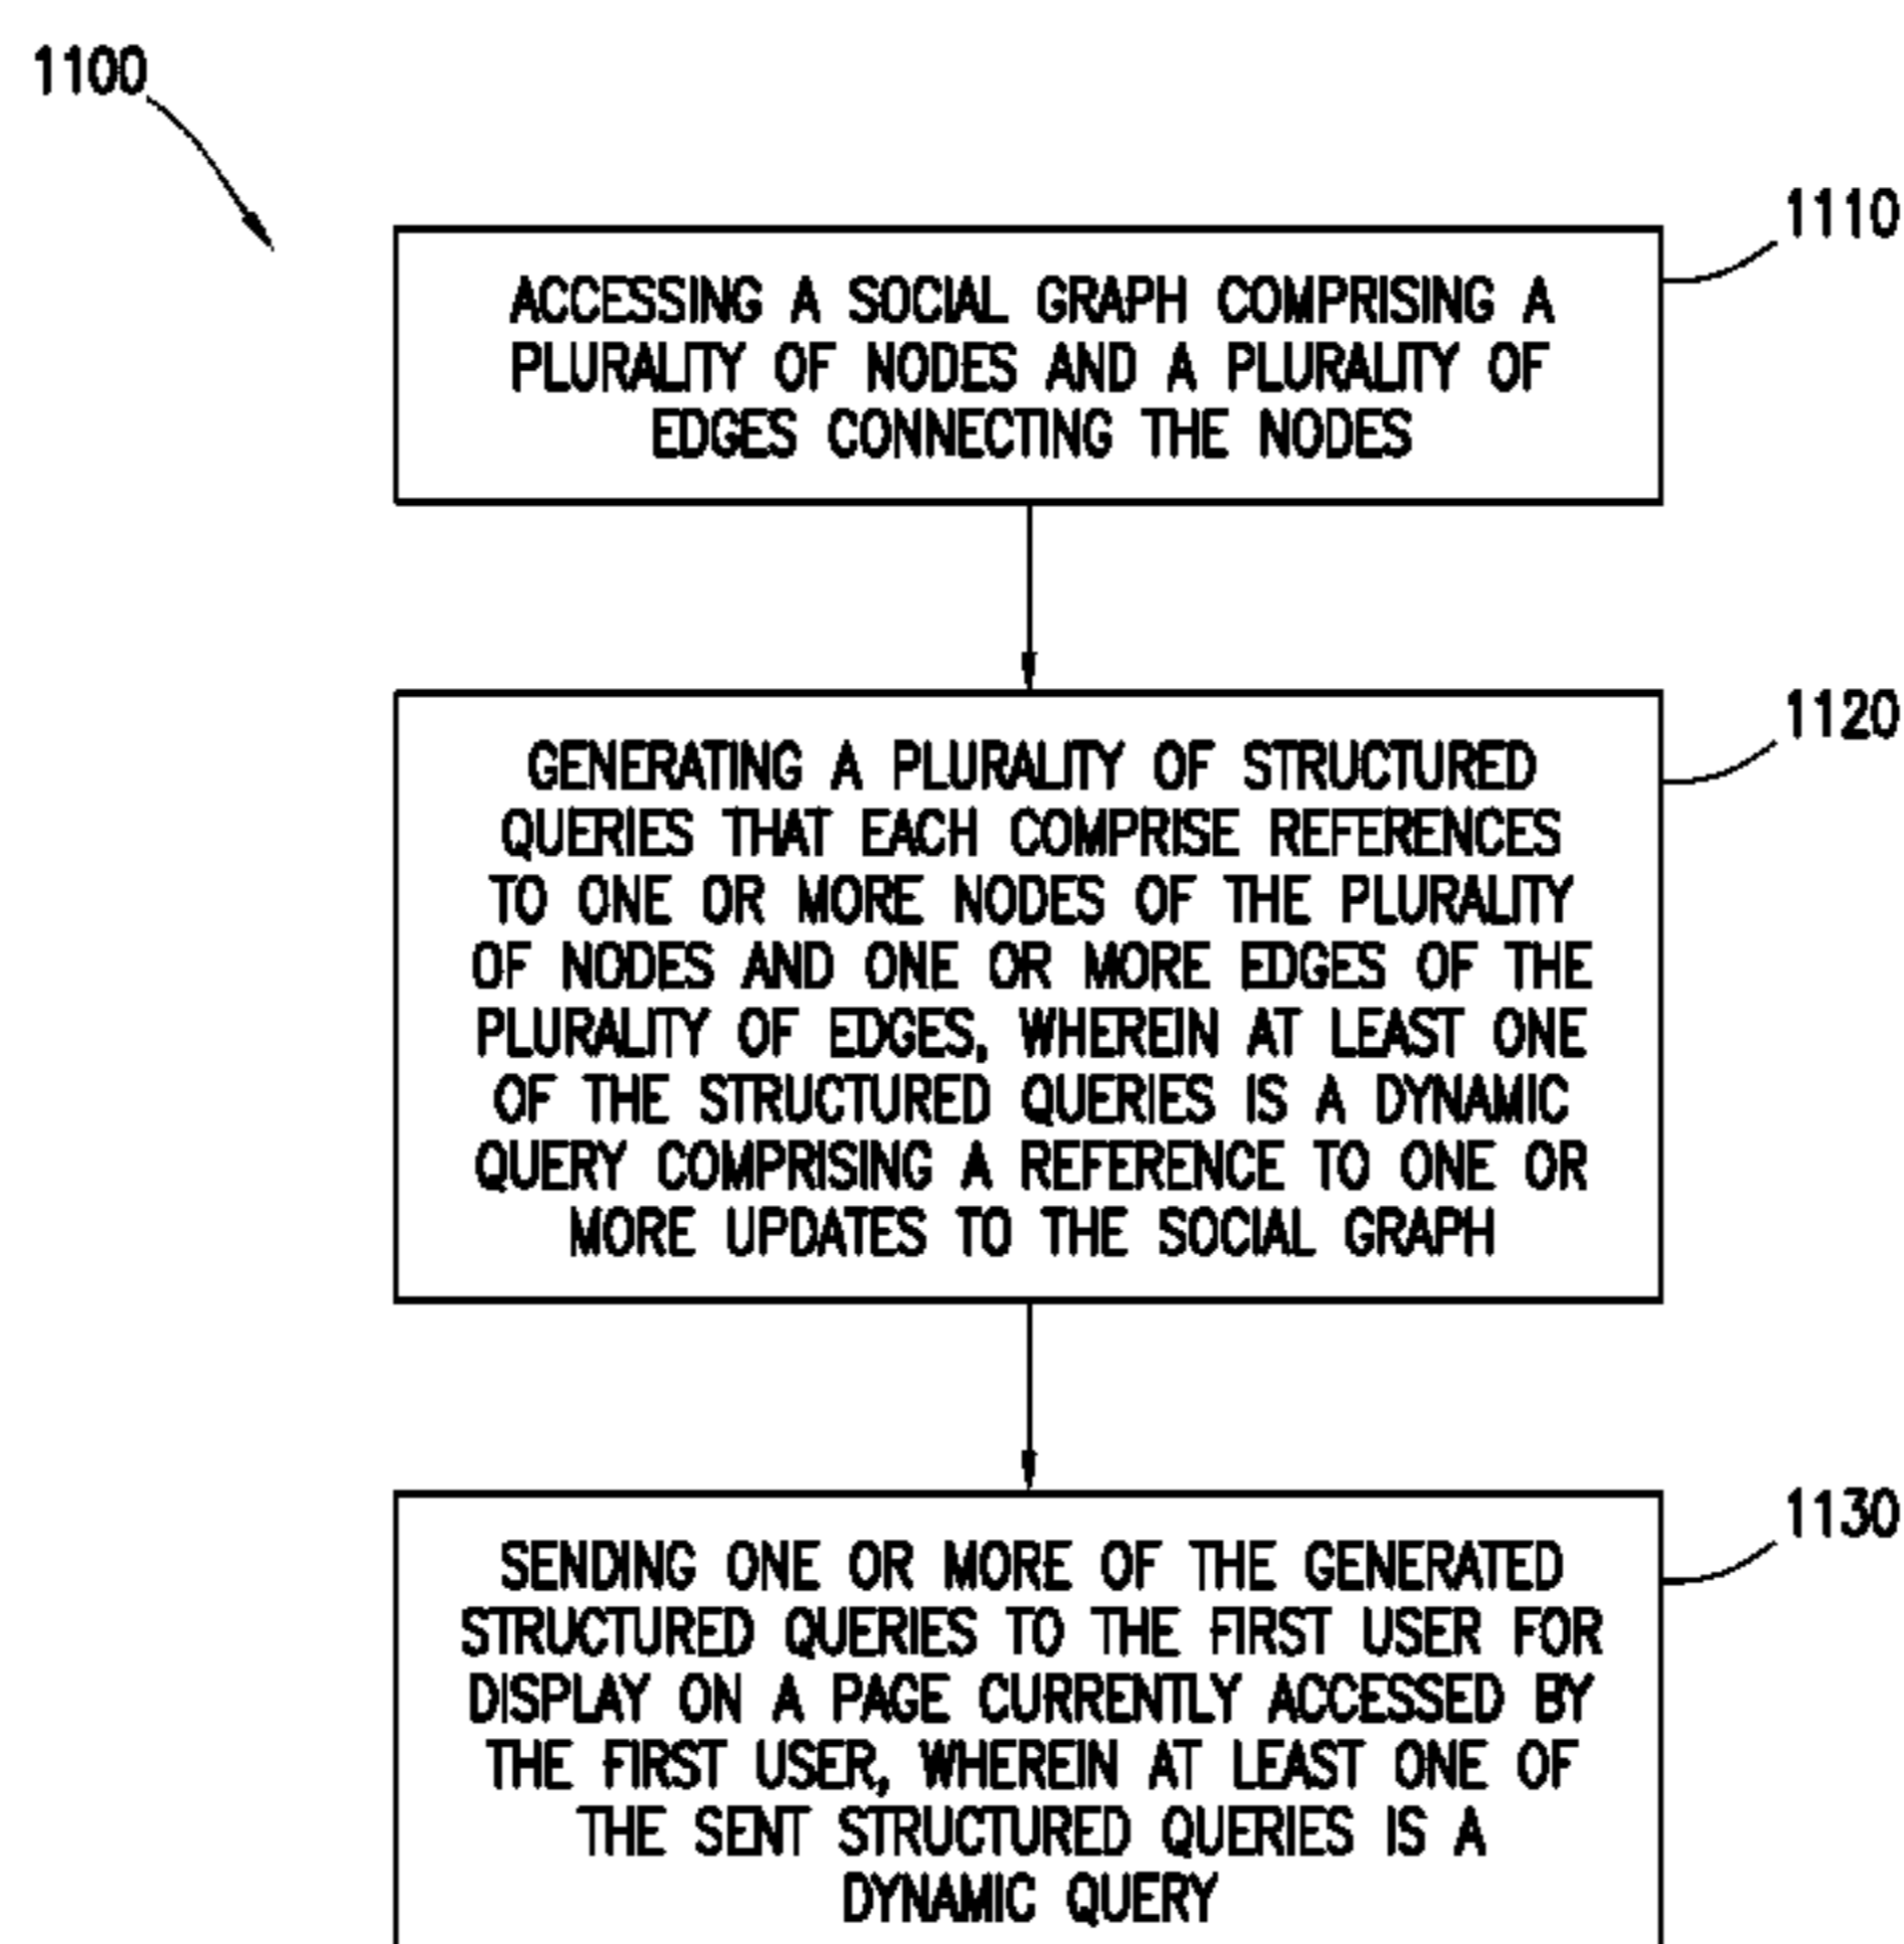 1100
1110
ACCESSING A SOCIAL GRAPH COMPRISING A
PLURALITY OF NODES AND A PLURALITY OF
EDGES CONNECTING THE NODES
1120
GENERATING A PLURALITY OF STRUCTURED
QUERIES THAT EACH COMPRISE REFERENCES
TO ONE OR MORE NODES OF THE PLURALITY
OF NODES AND ONE OR MORE EDGES OF THE
PLURALITY OF EDGES, WHEREIN AT LEAST ONE
OF THE STRUCTURED QUERIES IS A DYNAMIC
QUERY COMPRISING A REFERENCE TO ONE OR
MORE UPDATES TO THE SOCIAL GRAPH
1130
SENDING ONE OR MORE OF THE GENERATED
STRUCTURED QUERIES TO THE FIRST USER FOR
DISPLAY ON A PAGE CURRENTLY ACCESSED BY
THE FIRST USER, WHEREIN AT LEAST ONE OF
THE SENT STRUCTURED QUERIES IS A
DYNAMIC QUERY